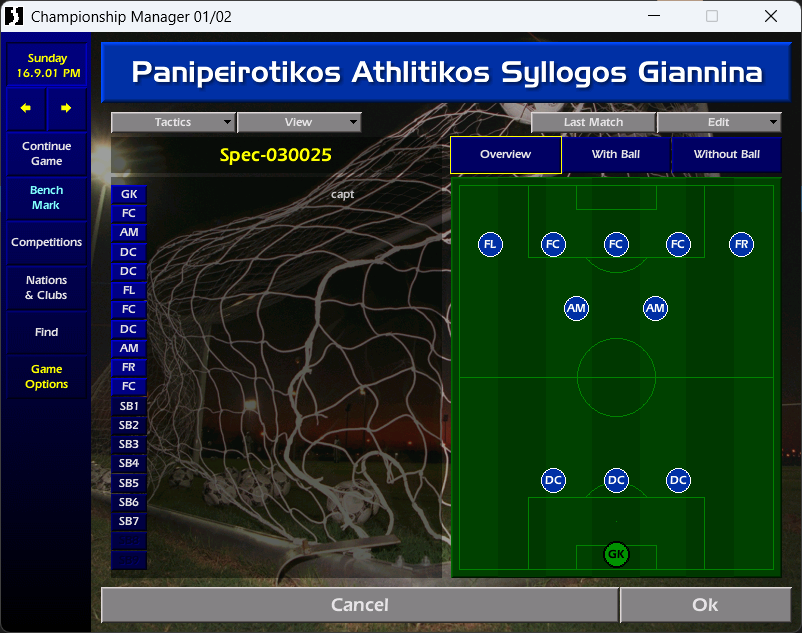 Championship Manager 01/02
Sunday
16.9.01 PM
Continue
Game
Bench
Mark
Competitions
Nations
& Clubs
Find
Game
Options
Panipeirotikos Athlitikos Syllogos Giannina
Tactics View Last Match Edit
Spec-030025
Overview With Ball Without Ball
GK capt
FC
AM
DC
DC
FL
FC
DC
AM
FR
FC
SB1
SB2
SB3
SB4
SB5
SB6
SB7
FL FC FC FC FR
AM AM
DC DC DC
GK
Cancel Ok